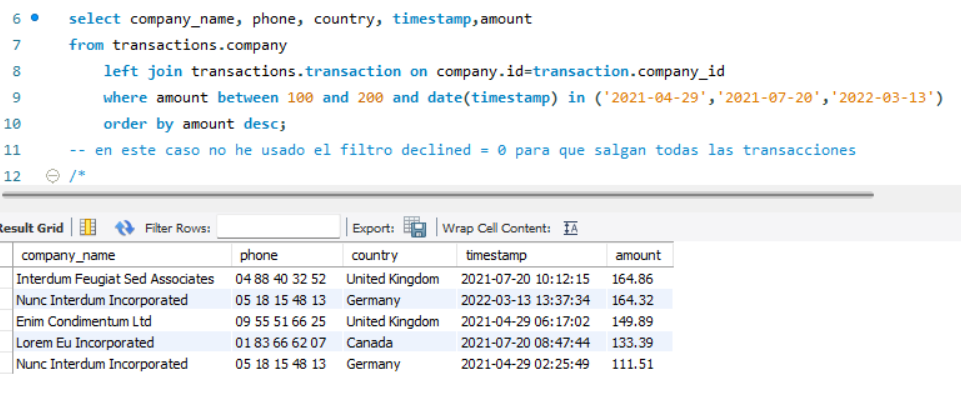 6 select company_name, phone, country, timestamp,amount
7 from transactions.company
8 left join transactions.transaction on company.id=transaction.company_id
9 where amount between 100 and 200 and date(timestamp) in ('2021-04-29','2021-07-20','2022-03-13')
10 order by amount desc;
11 -- en este caso no he usado el filtro declined = 0 para que salgan todas las transacciones
12 /*
Result Grid Filter Rows: Export: Wrap Cell Content: IA
company_name phone country timestamp amount
Interdum Feugiat Sed Associates 04 88 40 32 52 United Kingdom 2021-07-20 10:12:15 164.86
Nunc Interdum Incorporated 05 18 15 48 13 Germany 2022-03-13 13:37:34 164.32
Enim Condimentum Ltd 09 55 51 66 25 United Kingdom 2021-04-29 06:17:02 149.89
Lorem Eu Incorporated 01 83 66 62 07 Canada 2021-07-20 08:47:44 133.39
Nunc Interdum Incorporated 05 18 15 48 13 Germany 2021-04-29 02:25:49 111.51